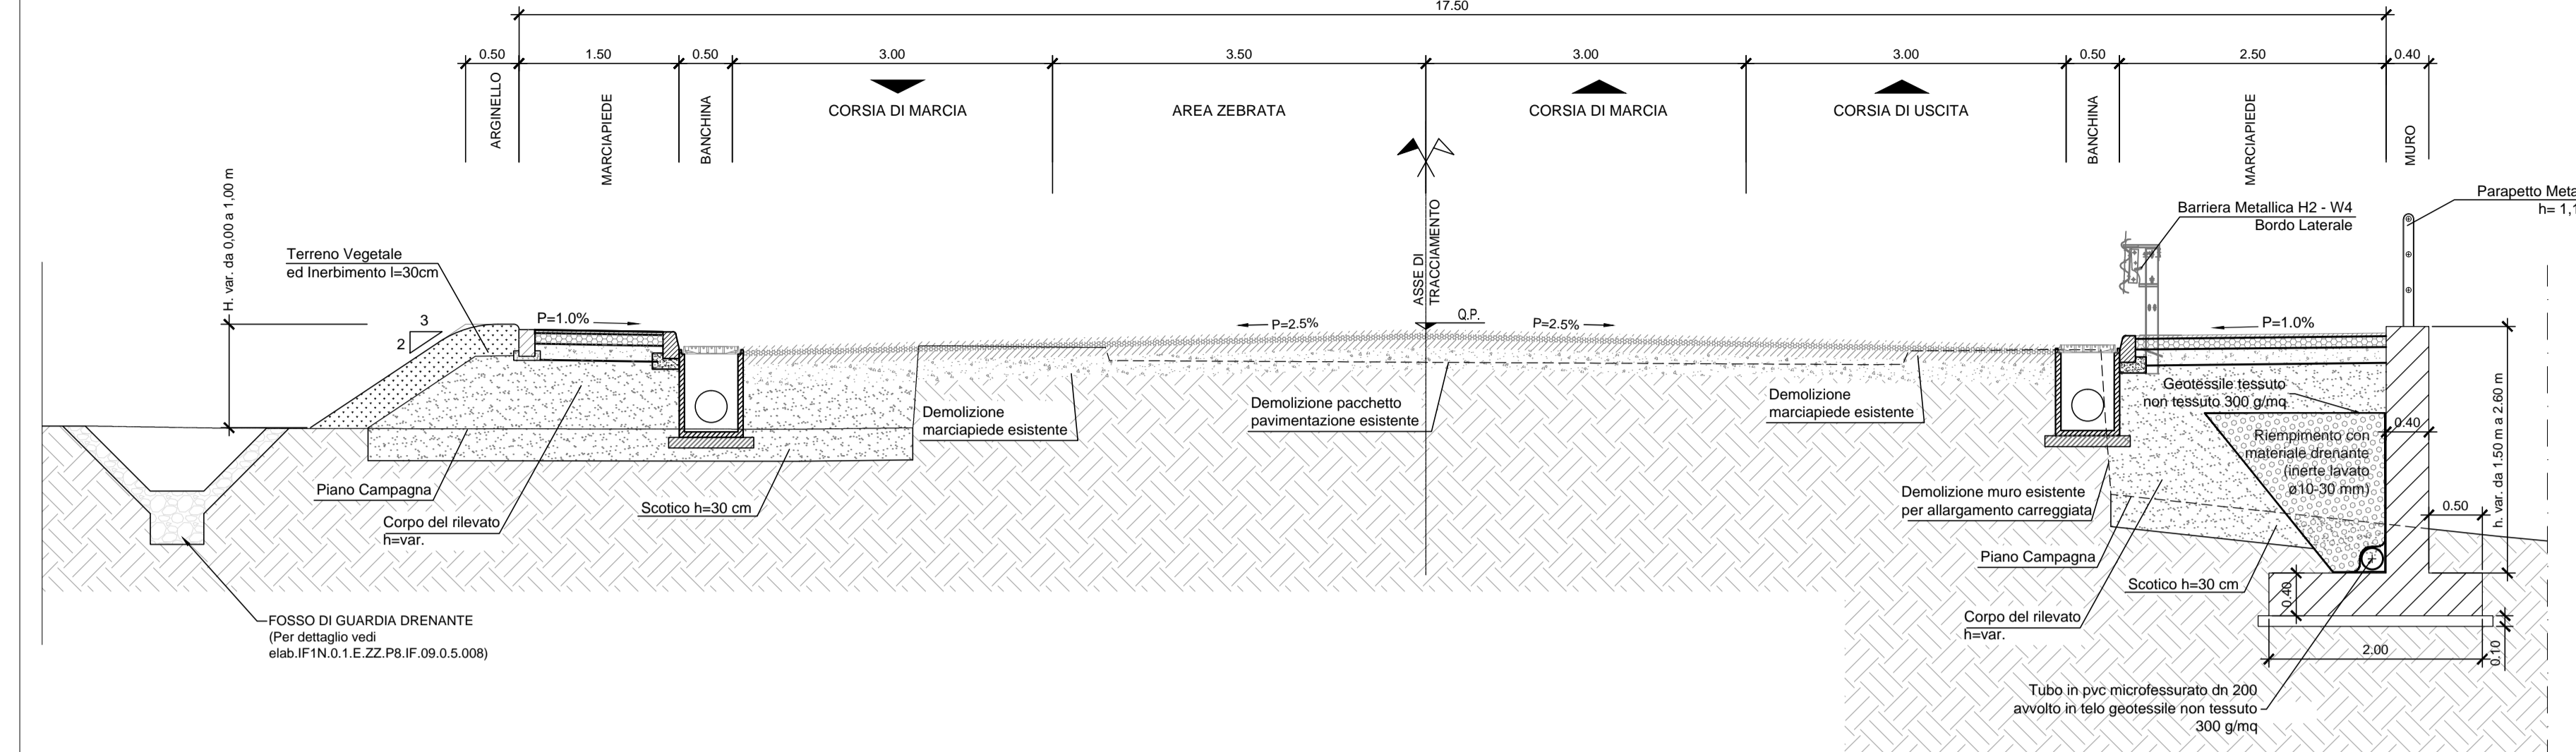 17.50
0.50
1.50
0.50
3.00
3.50
3.00
3.00
0.50
2.50
0.40
ARGINELLO
MARCIAPIEDE
BANCHINA
CORSIA DI MARCIA
AREA ZEBRATA
CORSIA DI MARCIA
CORSIA DI USCITA
BANCHINA
MARCIAPIEDE
MURO
ASSE DI
TRACCIAMENTO
H. var. da 0,00 a 1,00 m
Terreno Vegetale
ed Inerbimento l=30cm
3
2
P=1.0%
P=2.5%
Q.P.
P=2.5%
P=1.0%
Barriera Metallica H2 - W4
Bordo Laterale
Parapetto Meta
h= 1,1
Demolizione
marciapiede esistente
Demolizione pacchetto
pavimentazione esistente
Demolizione
marciapiede esistente
Geotessile tessuto
non tessuto 300 g/mq
0.40
Riempimento con
materiale drenante
(inerte lavato
ø10-30 mm)
h. var. da 1.50 m a 2.60 m
0.50
Piano Campagna
Corpo del rilevato
h=var.
Scotico h=30 cm
Demolizione muro esistente
per allargamento carreggiata
Piano Campagna
Scotico h=30 cm
Corpo del rilevato
h=var.
0.40
2.00
0.10
FOSSO DI GUARDIA DRENANTE
(Per dettaglio vedi
elab.IF1N.0.1.E.ZZ.P8.IF.09.0.5.008)
Tubo in pvc microfessurato dn 200
avvolto in telo geotessile non tessuto
300 g/mq